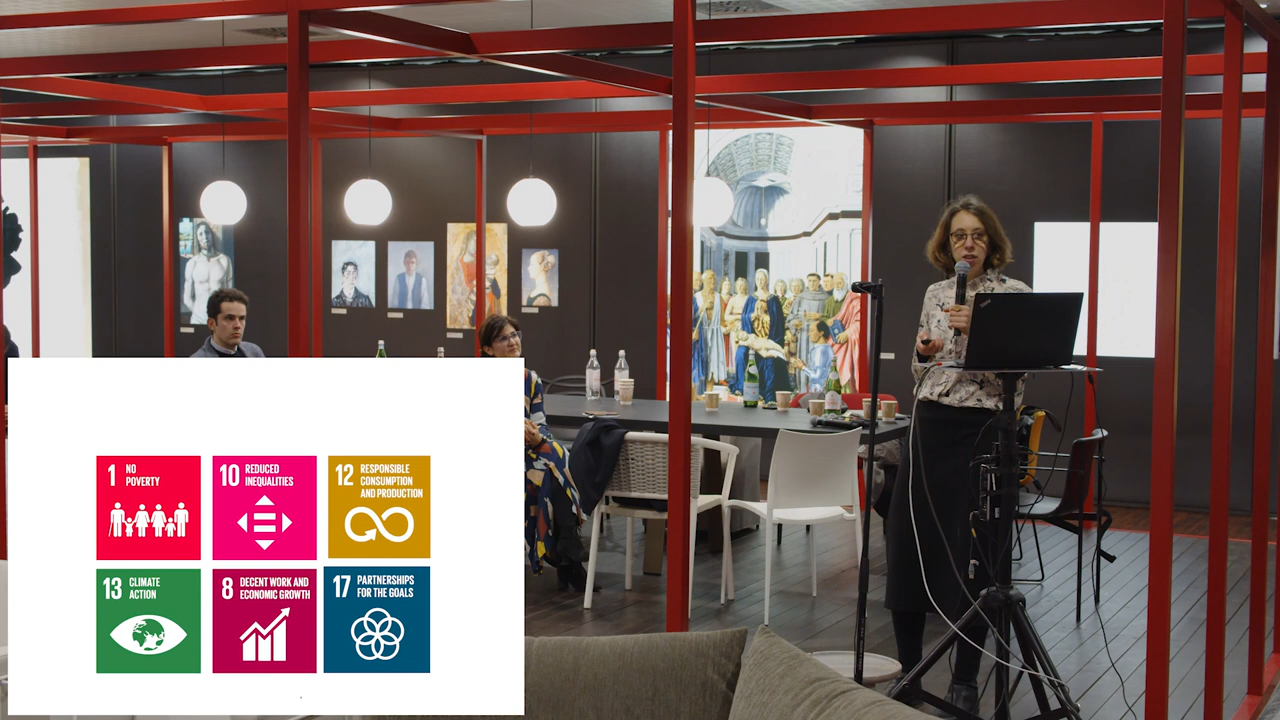 1 NO
POVERTY
10 REDUCED
INEQUALITIES
12 RESPONSIBLE
CONSUMPTION
AND PRODUCTION
13 CLIMATE
ACTION
8 DECENT WORK AND
ECONOMIC GROWTH
17 PARTNERSHIPS
FOR THE GOALS
ThinkPad